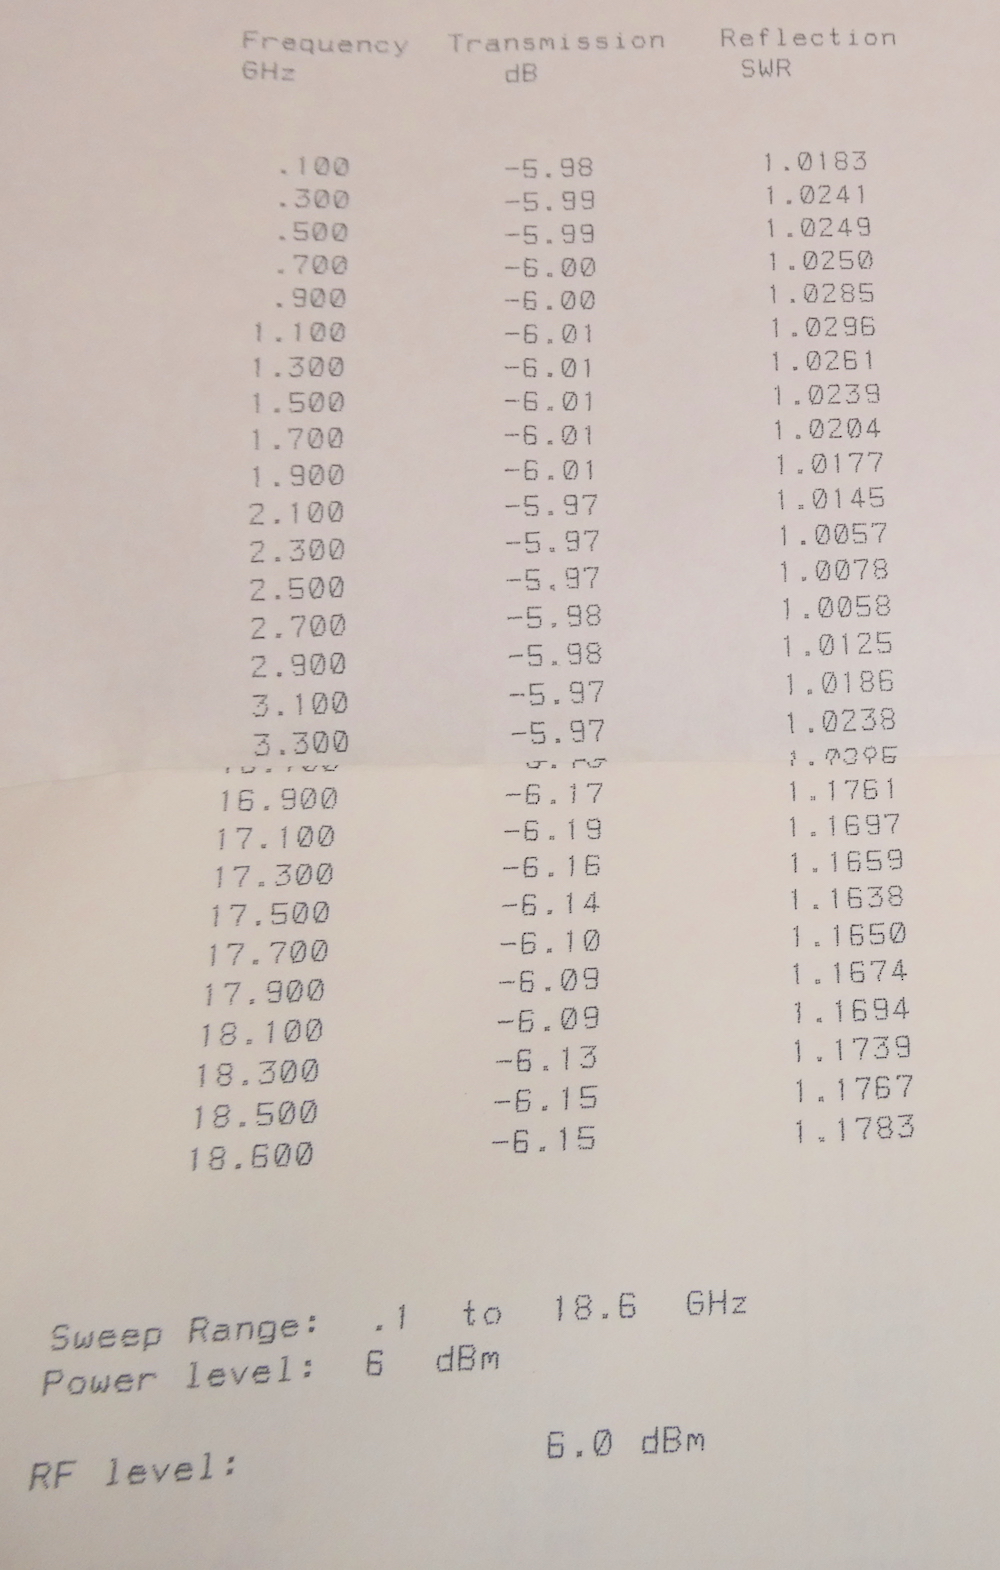 Frequency Transmission Reflection
GHz dB SWR
.100 -5.98 1.0183
.300 -5.99 1.0241
.500 -5.99 1.0249
.700 -6.00 1.0250
.900 -6.00 1.0285
1.100 -6.01 1.0296
1.300 -6.01 1.0261
1.500 -6.01 1.0239
1.700 -6.01 1.0204
1.900 -6.01 1.0177
2.100 -5.97 1.0145
2.300 -5.97 1.0057
2.500 -5.97 1.0078
2.700 -5.98 1.0058
2.900 -5.98 1.0125
3.100 -5.97 1.0186
3.300 -5.97 1.0238
16.900 -6.17 1.1761
17.100 -6.19 1.1697
17.300 -6.16 1.1659
17.500 -6.14 1.1638
17.700 -6.10 1.1650
17.900 -6.09 1.1674
18.100 -6.09 1.1694
18.300 -6.13 1.1739
18.500 -6.15 1.1767
18.600 -6.15 1.1783
Sweep Range: .1 to 18.6 GHz
Power level: 6 dBm
RF level: 6.0 dBm